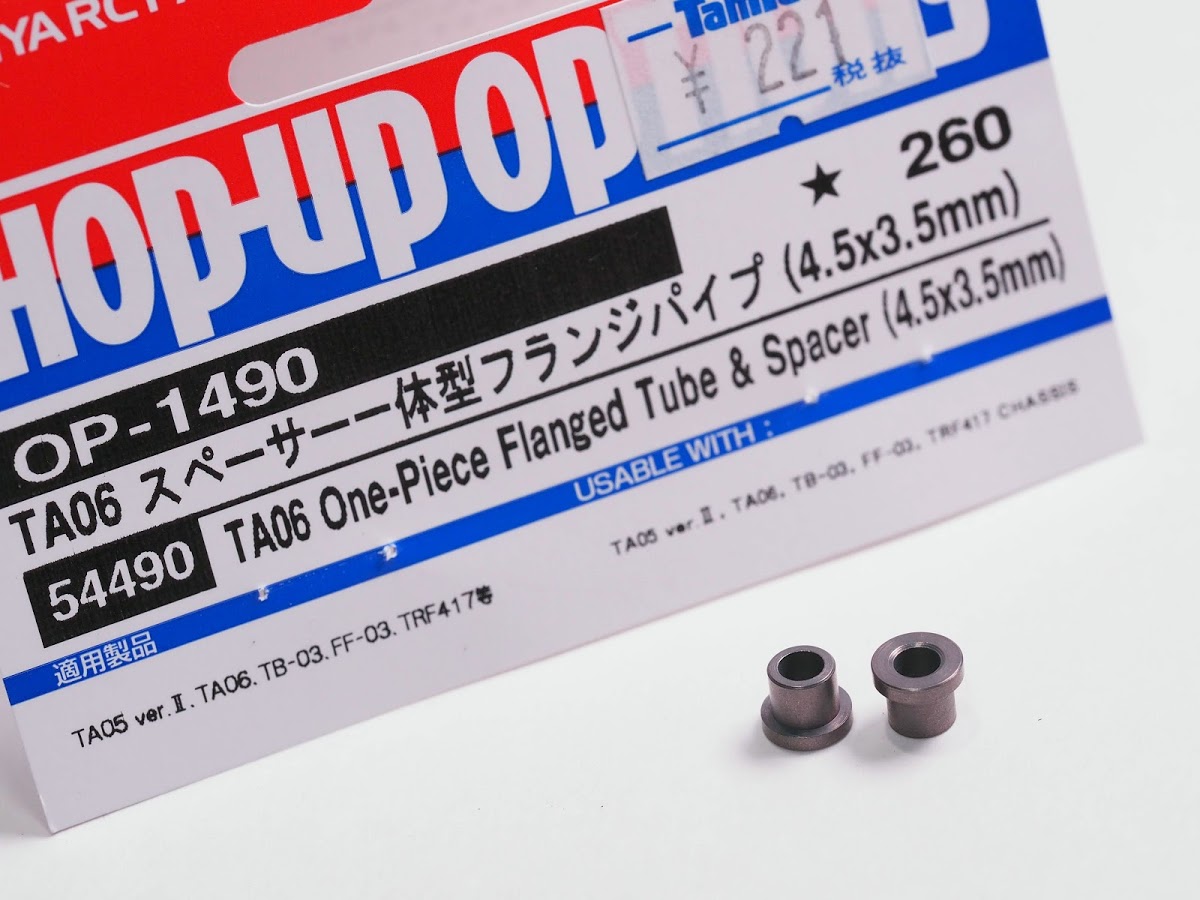 YA RC
HOP-UP OP
¥ 221
税抜
★ 260
OP-1490
TA06 スペーサー一体型フランジパイプ (4.5x3.5mm)
54490 TA06 One-Piece Flanged Tube & Spacer (4.5x3.5mm)
適用製品 USABLE WITH :
TA05 ver.Ⅱ, TA06, TB-03, FF-03, TRF417等
TA05 ver.Ⅱ, TA06, TB-03, FF-03, TRF417 CHASSIS